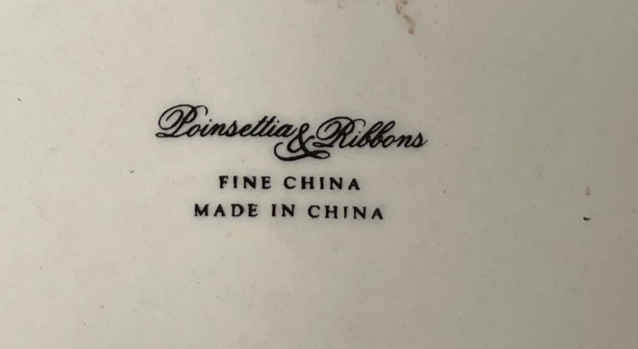 Poinsettia & Ribbons
FINE CHINA
MADE IN CHINA